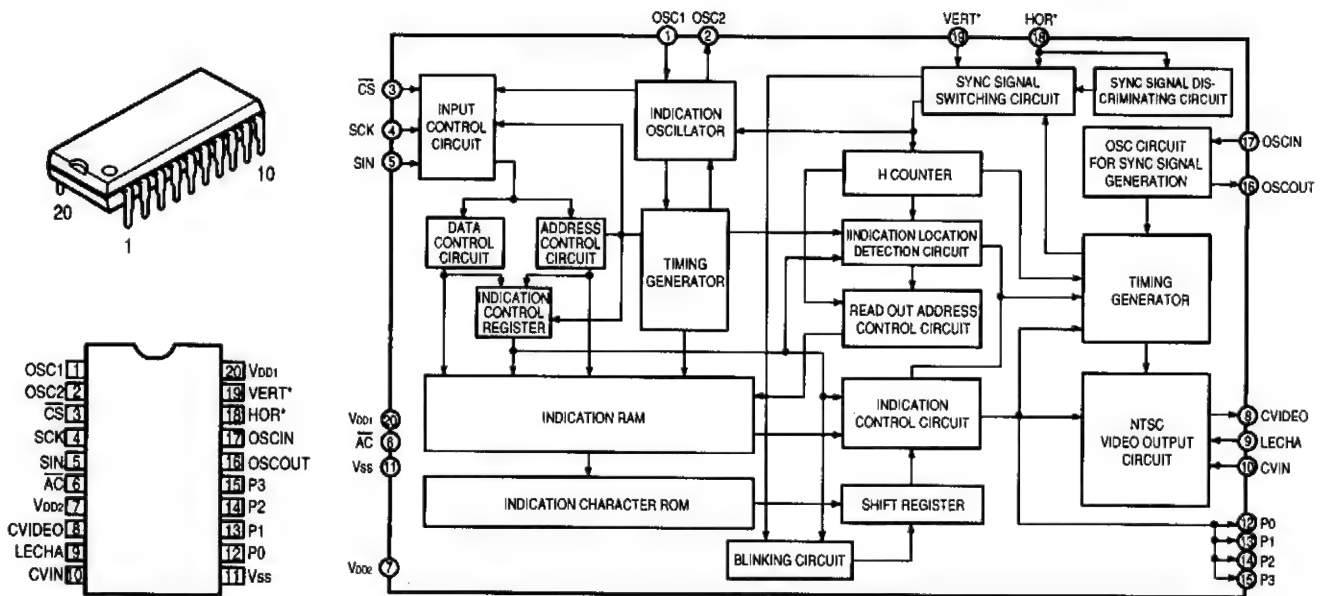 20
1
10
OSC1 1
OSC2 2
CS 3
SCK 4
SIN 5
AC 6
VDD2 7
CVIDEO 8
LECHA 9
CVIN 10
20 VDD1
19 VERT*
18 HOR*
17 OSCIN
16 OSCOUT
15 P3
14 P2
13 P1
12 P0
11 Vss
OSC1 OSC2
1 2
VERT* HOR*
19 18
CS 3
SCK 4
SIN 5
INPUT
CONTROL
CIRCUIT
INDICATION
OSCILLATOR
SYNC SIGNAL
SWITCHING CIRCUIT
SYNC SIGNAL DIS-
CRIMINATING CIRCUIT
OSC CIRCUIT
FOR SYNC SIGNAL
GENERATION
17 OSCIN
16 OSCOUT
H COUNTER
DATA
CONTROL
CIRCUIT
ADDRESS
CONTROL
CIRCUIT
TIMING
GENERATOR
IINDICATION LOCATION
DETECTION CIRCUIT
TIMING
GENERATOR
INDICATION
CONTROL
REGISTER
READ OUT ADDRESS
CONTROL CIRCUIT
VDD1 20
AC 6
Vss 11
INDICATION RAM
INDICATION
CONTROL CIRCUIT
NTSC
VIDEO OUTPUT
CIRCUIT
8 CVIDEO
9 LECHA
10 CVIN
INDICATION CHARACTER ROM
SHIFT REGISTER
12 P0
13 P1
14 P2
15 P3
VDD2 7
BLINKING CIRCUIT